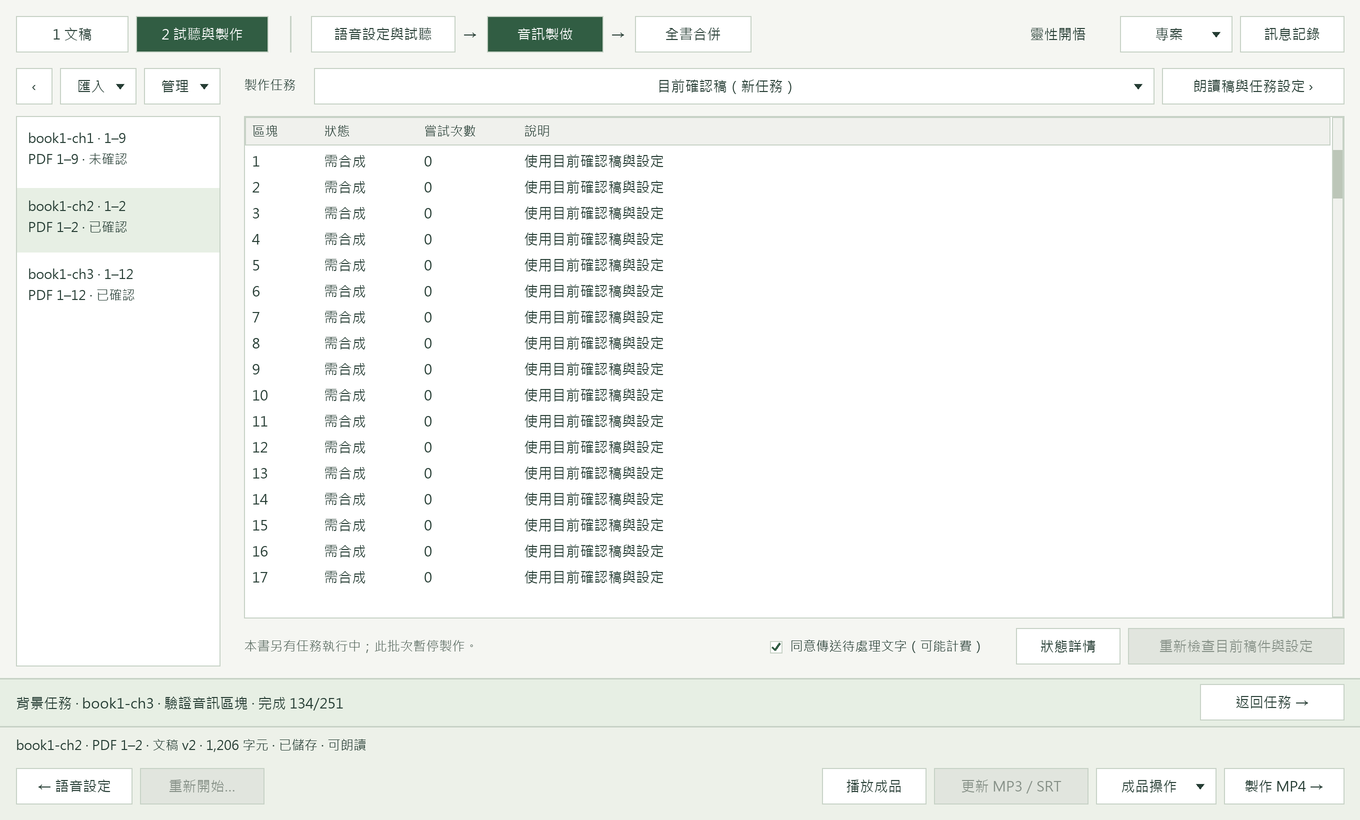 1 文稿
2 試聽與製作
語音設定與試聽 → 音訊製做 → 全書合併
靈性開悟
專案 ▼
訊息記錄
‹
匯入 ▼
管理 ▼
製作任務
目前確認稿 ( 新任務 ) ▼
朗讀稿與任務設定 ›
book1-ch1 · 1–9
PDF 1–9 · 未確認
book1-ch2 · 1–2
PDF 1–2 · 已確認
book1-ch3 · 1–12
PDF 1–12 · 已確認
區塊 狀態 嘗試次數 說明
1 需合成 0 使用目前確認稿與設定
2 需合成 0 使用目前確認稿與設定
3 需合成 0 使用目前確認稿與設定
4 需合成 0 使用目前確認稿與設定
5 需合成 0 使用目前確認稿與設定
6 需合成 0 使用目前確認稿與設定
7 需合成 0 使用目前確認稿與設定
8 需合成 0 使用目前確認稿與設定
9 需合成 0 使用目前確認稿與設定
10 需合成 0 使用目前確認稿與設定
11 需合成 0 使用目前確認稿與設定
12 需合成 0 使用目前確認稿與設定
13 需合成 0 使用目前確認稿與設定
14 需合成 0 使用目前確認稿與設定
15 需合成 0 使用目前確認稿與設定
16 需合成 0 使用目前確認稿與設定
17 需合成 0 使用目前確認稿與設定
本書另有任務執行中；此批次暫停製作。
同意傳送待處理文字 ( 可能計費 )
狀態詳情
重新檢查目前稿件與設定
背景任務 · book1-ch3 · 驗證音訊區塊 · 完成 134/251
返回任務 →
book1-ch2 · PDF 1–2 · 文稿 v2 · 1,206 字元 · 已儲存 · 可朗讀
← 語音設定
重新開始...
播放成品
更新 MP3 / SRT
成品操作 ▼
製作 MP4 →